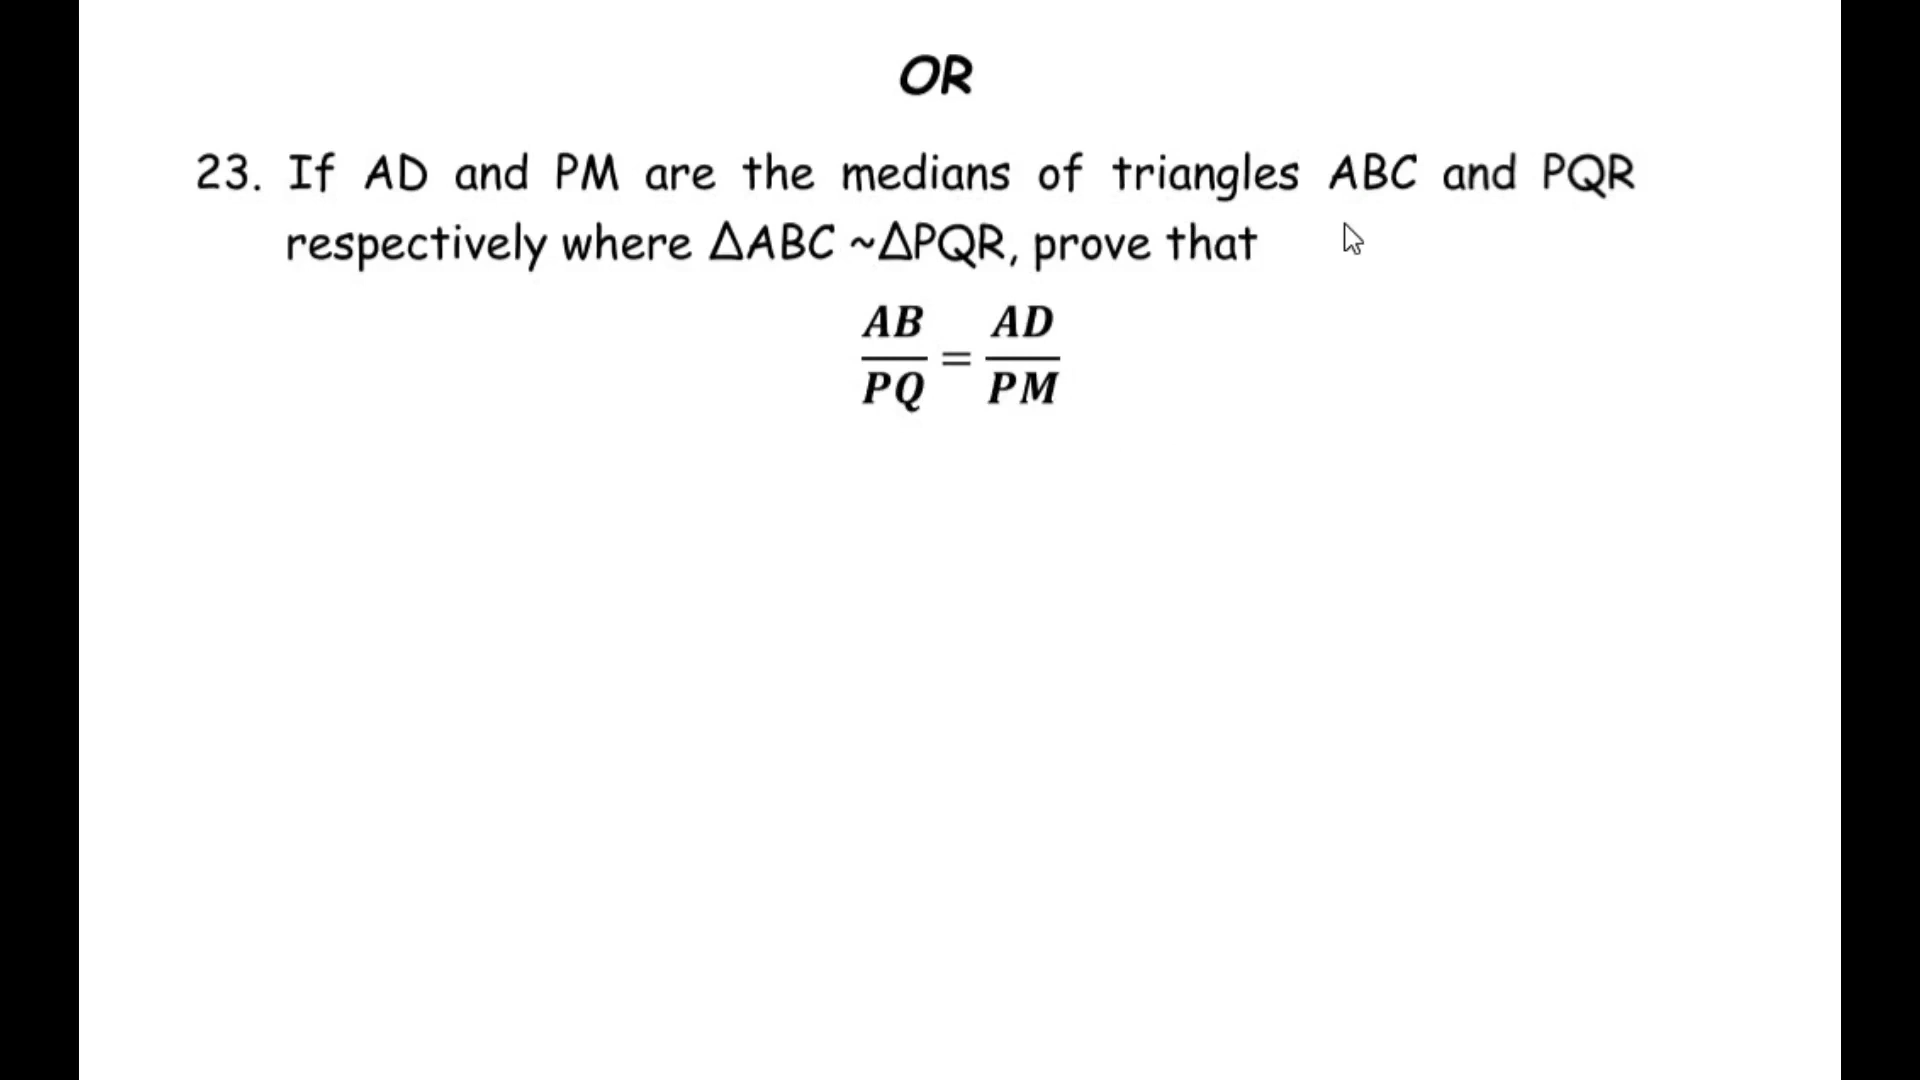 OR
23. If AD and PM are the medians of triangles ABC and PQR
respectively where ΔABC ~ΔPQR, prove that
AB/PQ = AD/PM